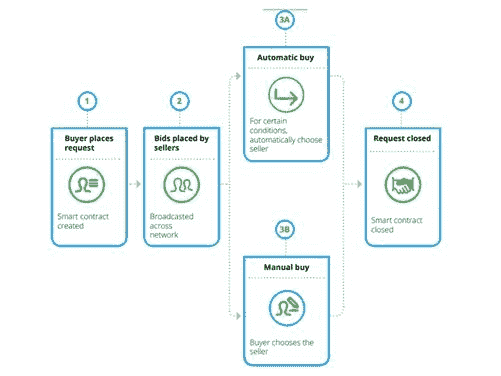 1
Buyer places
request
Smart contract
created
2
Bids placed by
sellers
Broadcasted
across
network
3A
Automatic buy
For certain
conditions,
automatically choose
seller
3B
Manual buy
Buyer chooses the
seller
4
Request closed
Smart contract
closed